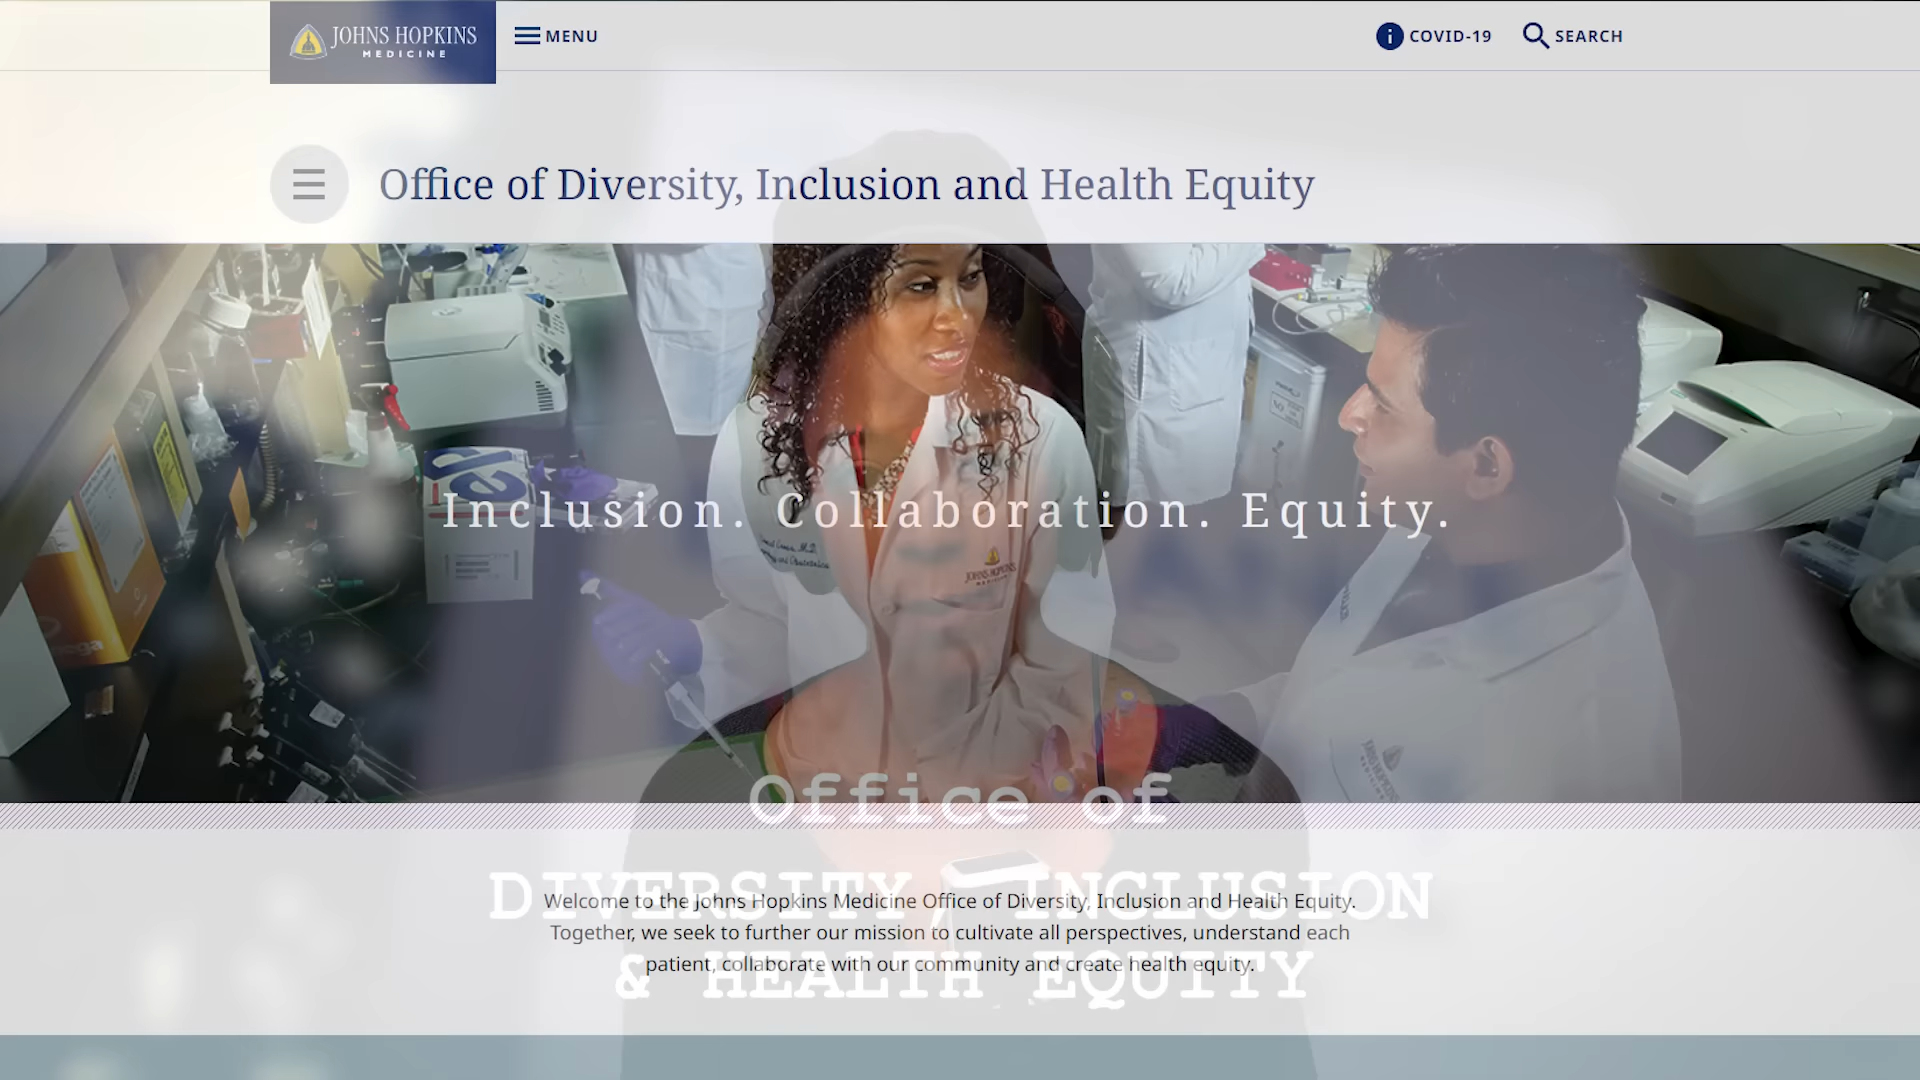 JOHNS HOPKINS
MEDICINE
MENU
COVID-19
SEARCH
Office of Diversity, Inclusion and Health Equity
Inclusion. Collaboration. Equity.
JOHNS HOPKINS
Office of
DIVERSITY, INCLUSION
& HEALTH EQUITY
Welcome to the Johns Hopkins Medicine Office of Diversity, Inclusion and Health Equity.
Together, we seek to further our mission to cultivate all perspectives, understand each
patient, collaborate with our community and create health equity.